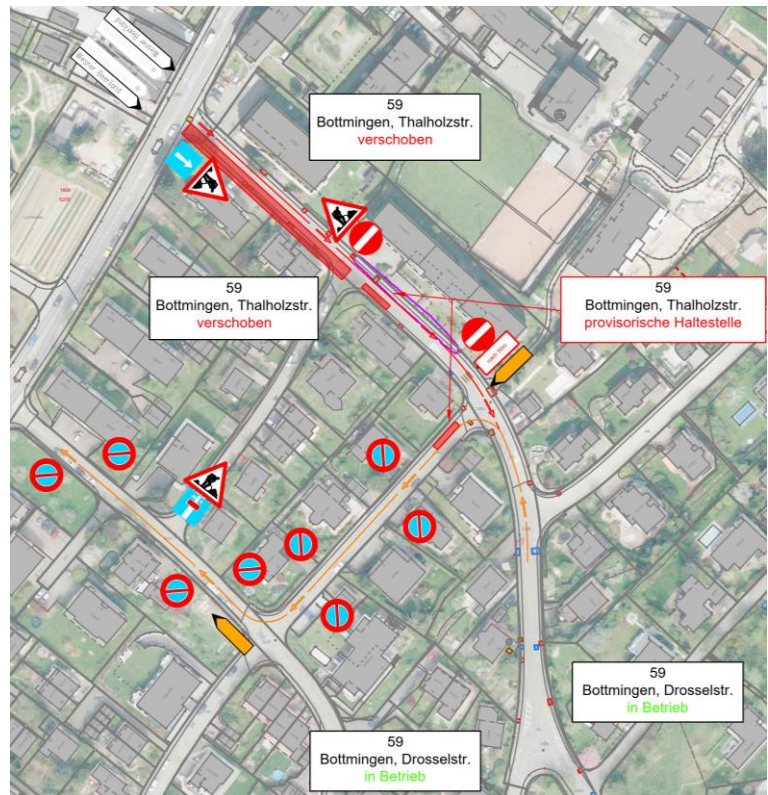 59
Bottmingen, Thalholzstr.
verschoben
59
Bottmingen, Thalholzstr.
verschoben
59
Bottmingen, Thalholzstr.
provisorische Haltestelle
59
Bottmingen, Drosselstr.
in Betrieb
59
Bottmingen, Drosselstr.
in Betrieb